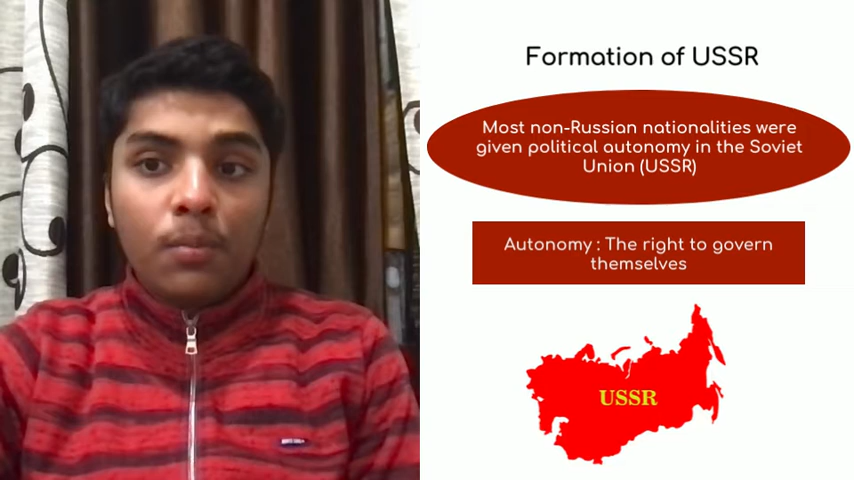 Formation of USSR
Most non-Russian nationalities were
given political autonomy in the Soviet
Union (USSR)
Autonomy : The right to govern
themselves
USSR